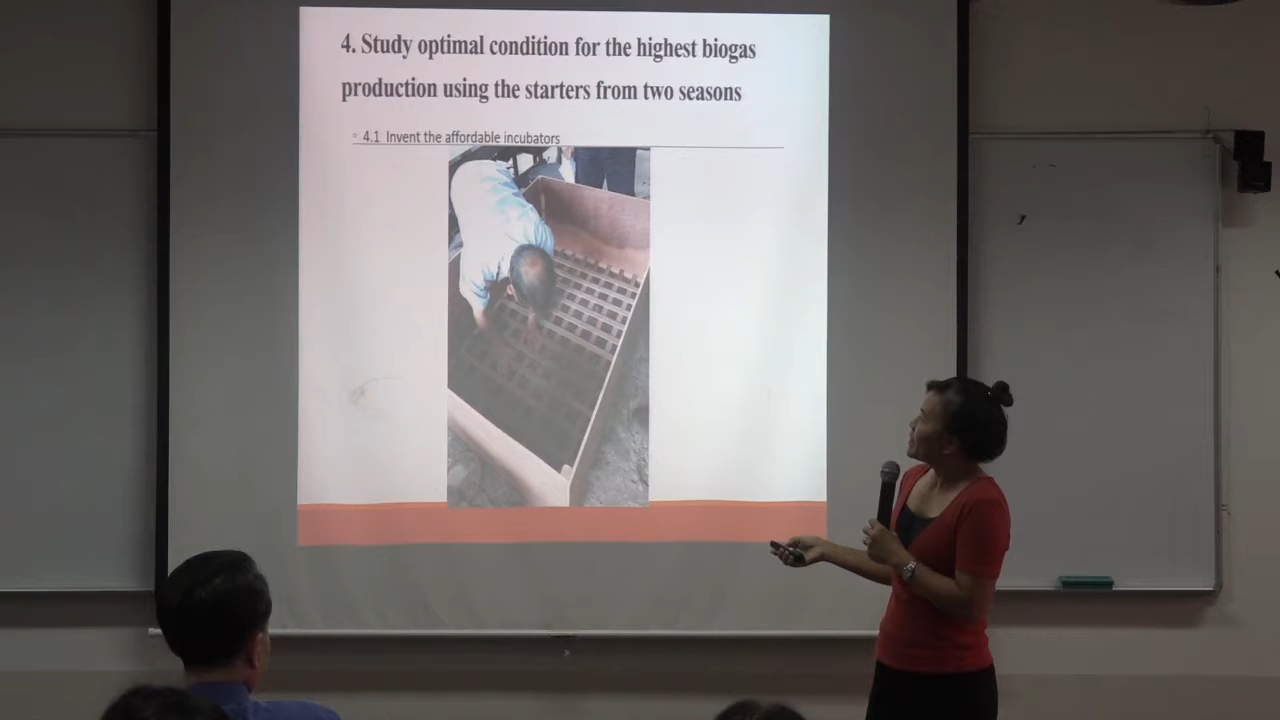 4. Study optimal condition for the highest biogas
production using the starters from two seasons
4.1 Invent the affordable incubators